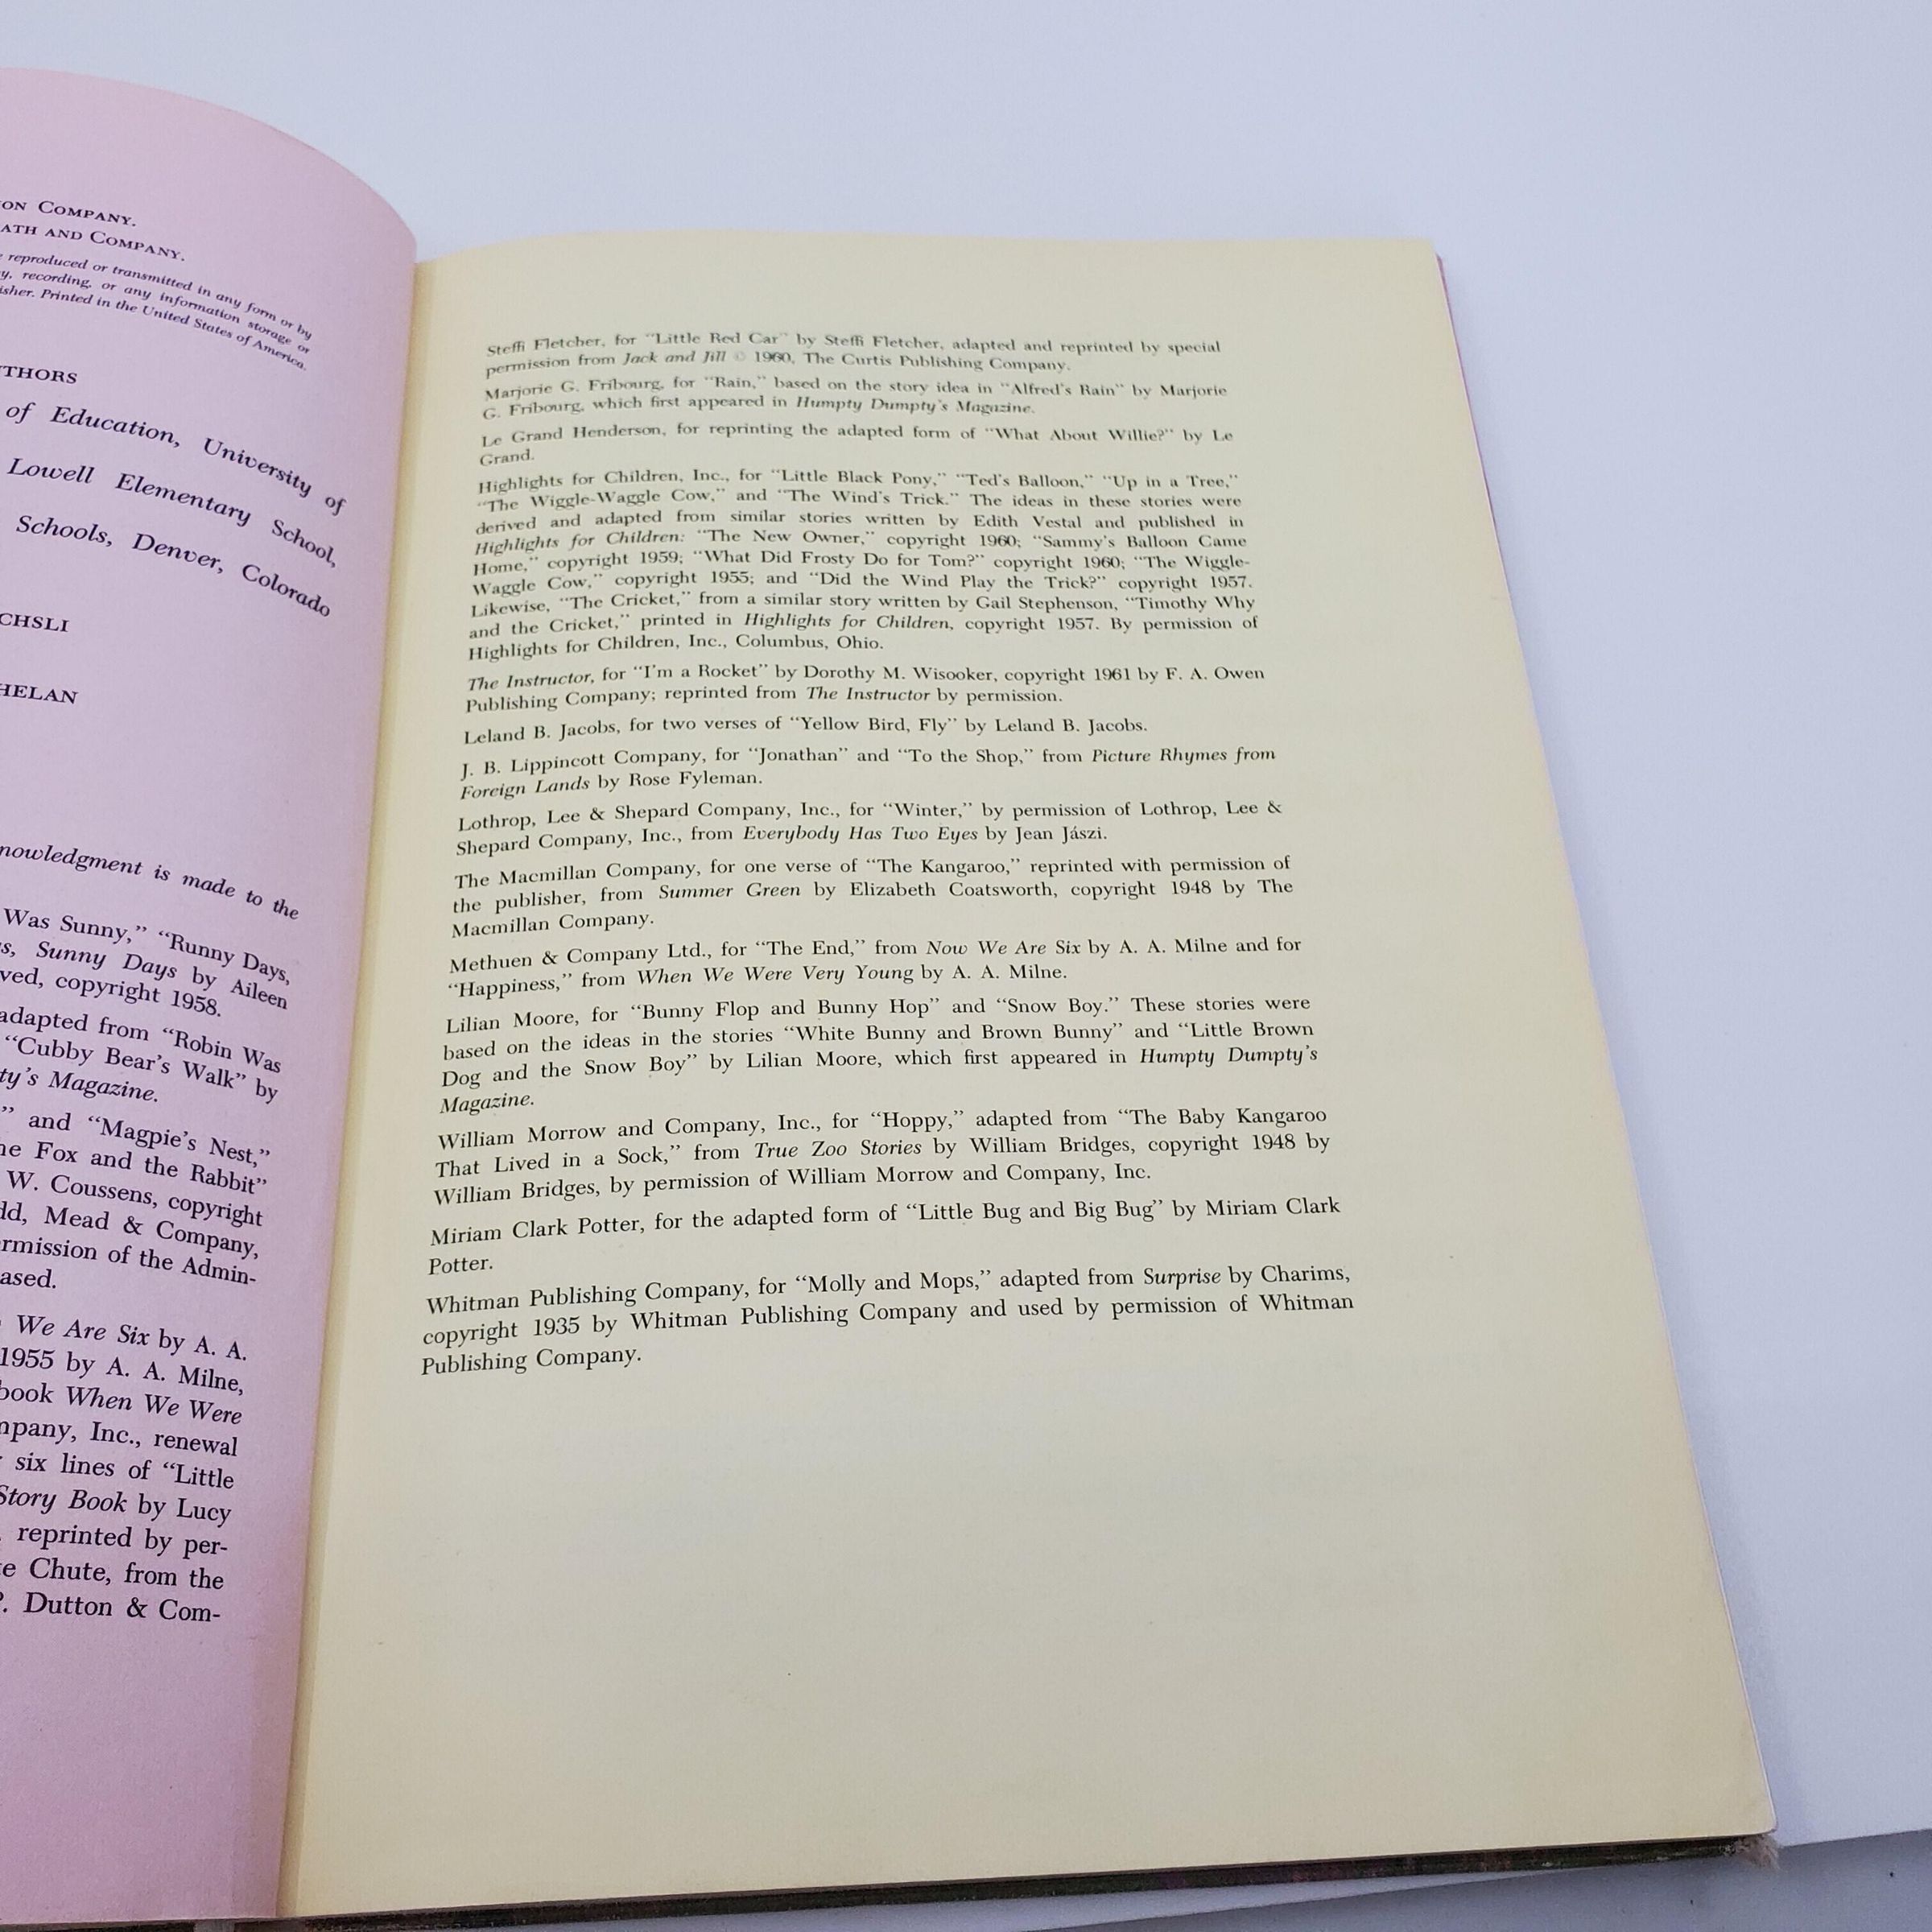 ON COMPANY.
ATH AND COMPANY.
reproduced or transmitted in any form or by
y, recording, or any information storage or
isher. Printed in the United States of America.
THORS
of Education, University of
Lowell Elementary School,
Schools, Denver, Colorado
CHSLI
HELAN
nowledgment is made to the
Was Sunny,” “Runny Days,
s, Sunny Days by Aileen
ved, copyright 1958.
adapted from “Robin Was
“Cubby Bear’s Walk” by
ty’s Magazine.
” and “Magpie’s Nest,”
he Fox and the Rabbit”
W. Coussens, copyright
dd, Mead & Company,
ermission of the Admin-
ased.
We Are Six by A. A.
1955 by A. A. Milne,
book When We Were
mpany, Inc., renewal
six lines of “Little
Story Book by Lucy
reprinted by per-
e Chute, from the
P. Dutton & Com-
Steffi Fletcher, for “Little Red Car” by Steffi Fletcher, adapted and reprinted by special
permission from Jack and Jill © 1960, The Curtis Publishing Company.
Marjorie G. Fribourg, for “Rain,” based on the story idea in “Alfred’s Rain” by Marjorie
G. Fribourg, which first appeared in Humpty Dumpty’s Magazine.
Le Grand Henderson, for reprinting the adapted form of “What About Willie?” by Le
Grand.
Highlights for Children, Inc., for “Little Black Pony,” “Ted’s Balloon,” “Up in a Tree,”
“The Wiggle-Waggle Cow,” and “The Wind’s Trick.” The ideas in these stories were
derived and adapted from similar stories written by Edith Vestal and published in
Highlights for Children: “The New Owner,” copyright 1960; “Sammy’s Balloon Came
Home,” copyright 1959; “What Did Frosty Do for Tom?” copyright 1960; “The Wiggle-
Waggle Cow,” copyright 1955; and “Did the Wind Play the Trick?” copyright 1957.
Likewise, “The Cricket,” from a similar story written by Gail Stephenson, “Timothy Why
and the Cricket,” printed in Highlights for Children, copyright 1957. By permission of
Highlights for Children, Inc., Columbus, Ohio.
The Instructor, for “I’m a Rocket” by Dorothy M. Wisooker, copyright 1961 by F. A. Owen
Publishing Company; reprinted from The Instructor by permission.
Leland B. Jacobs, for two verses of “Yellow Bird, Fly” by Leland B. Jacobs.
J. B. Lippincott Company, for “Jonathan” and “To the Shop,” from Picture Rhymes from
Foreign Lands by Rose Fyleman.
Lothrop, Lee & Shepard Company, Inc., for “Winter,” by permission of Lothrop, Lee &
Shepard Company, Inc., from Everybody Has Two Eyes by Jean Jászi.
The Macmillan Company, for one verse of “The Kangaroo,” reprinted with permission of
the publisher, from Summer Green by Elizabeth Coatsworth, copyright 1948 by The
Macmillan Company.
Methuen & Company Ltd., for “The End,” from Now We Are Six by A. A. Milne and for
“Happiness,” from When We Were Very Young by A. A. Milne.
Lilian Moore, for “Bunny Flop and Bunny Hop” and “Snow Boy.” These stories were
based on the ideas in the stories “White Bunny and Brown Bunny” and “Little Brown
Dog and the Snow Boy” by Lilian Moore, which first appeared in Humpty Dumpty’s
Magazine.
William Morrow and Company, Inc., for “Hoppy,” adapted from “The Baby Kangaroo
That Lived in a Sock,” from True Zoo Stories by William Bridges, copyright 1948 by
William Bridges, by permission of William Morrow and Company, Inc.
Miriam Clark Potter, for the adapted form of “Little Bug and Big Bug” by Miriam Clark
Potter.
Whitman Publishing Company, for “Molly and Mops,” adapted from Surprise by Charims,
copyright 1935 by Whitman Publishing Company and used by permission of Whitman
Publishing Company.